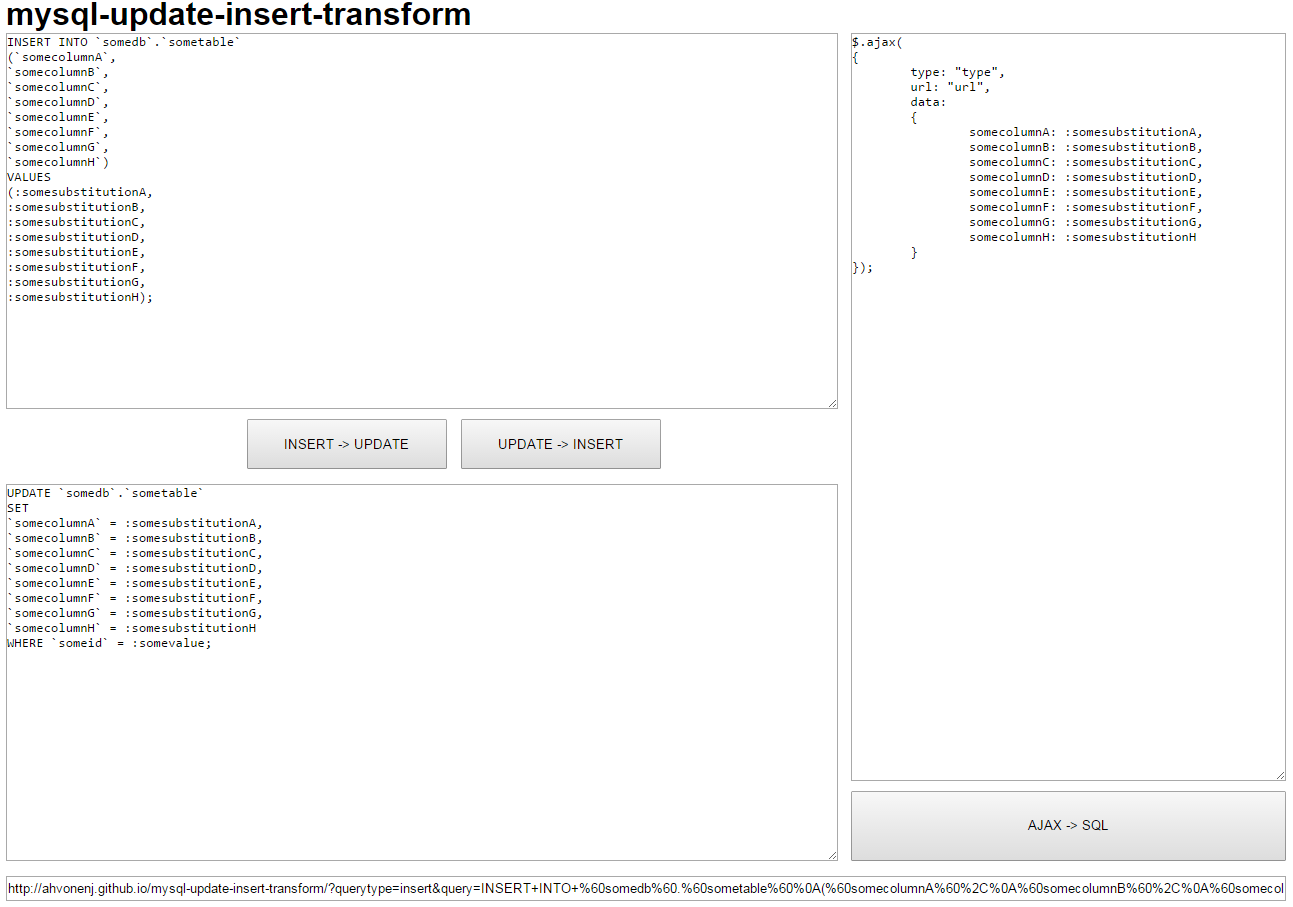 mysql-update-insert-transform
INSERT INTO `somedb`.`sometable`
(`somecolumnA`,
`somecolumnB`,
`somecolumnC`,
`somecolumnD`,
`somecolumnE`,
`somecolumnF`,
`somecolumnG`,
`somecolumnH`)
VALUES
(:somesubstitutionA,
:somesubstitutionB,
:somesubstitutionC,
:somesubstitutionD,
:somesubstitutionE,
:somesubstitutionF,
:somesubstitutionG,
:somesubstitutionH);
INSERT -> UPDATE
UPDATE -> INSERT
UPDATE `somedb`.`sometable`
SET
`somecolumnA` = :somesubstitutionA,
`somecolumnB` = :somesubstitutionB,
`somecolumnC` = :somesubstitutionC,
`somecolumnD` = :somesubstitutionD,
`somecolumnE` = :somesubstitutionE,
`somecolumnF` = :somesubstitutionF,
`somecolumnG` = :somesubstitutionG,
`somecolumnH` = :somesubstitutionH
WHERE `someid` = :somevalue;
$.ajax(
{
        type: "type",
        url: "url",
        data:
        {
                somecolumnA: :somesubstitutionA,
                somecolumnB: :somesubstitutionB,
                somecolumnC: :somesubstitutionC,
                somecolumnD: :somesubstitutionD,
                somecolumnE: :somesubstitutionE,
                somecolumnF: :somesubstitutionF,
                somecolumnG: :somesubstitutionG,
                somecolumnH: :somesubstitutionH
        }
});
AJAX -> SQL
http://ahvonenj.github.io/mysql-update-insert-transform/?querytype=insert&query=INSERT+INTO+%60somedb%60.%60sometable%60%0A(%60somecolumnA%60%2C%0A%60somecolumnB%60%2C%0A%60somecol